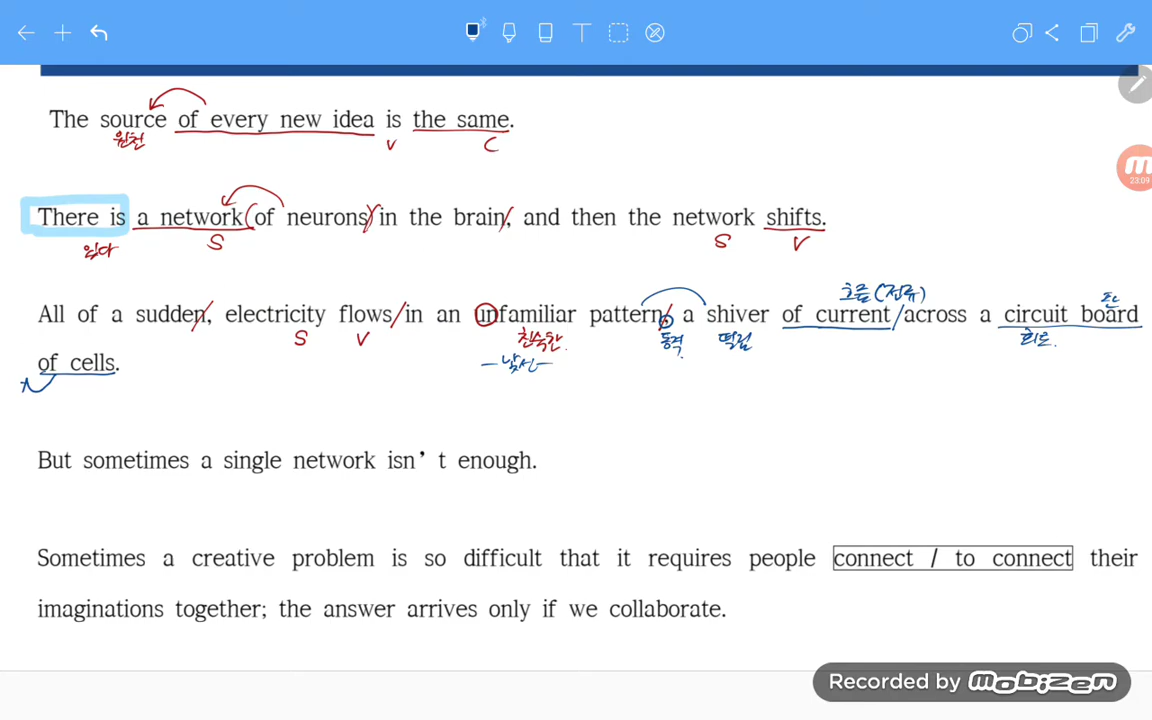 The source of every new idea is the same.
원천 V C
There is a network (of neurons) in the brain, and then the network shifts.
있다 S S V
흐름(전류) 판
All of a sudden, electricity flows / in an unfamiliar pattern, a shiver of current / across a circuit board
S V 친숙한. 동격. 떨림 회로.
낯선
of cells.
But sometimes a single network isn't enough.
Sometimes a creative problem is so difficult that it requires people connect / to connect their
imaginations together; the answer arrives only if we collaborate.
23:09
Recorded by mobizen